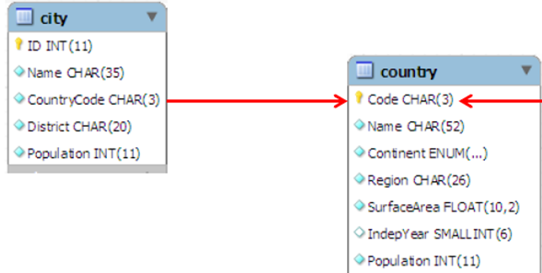 city
ID INT(11)
Name CHAR(35)
CountryCode CHAR(3)
District CHAR(20)
Population INT(11)
country
Code CHAR(3)
Name CHAR(52)
Continent ENUM(...)
Region CHAR(26)
SurfaceArea FLOAT(10,2)
IndepYear SMALLINT(6)
Population INT(11)